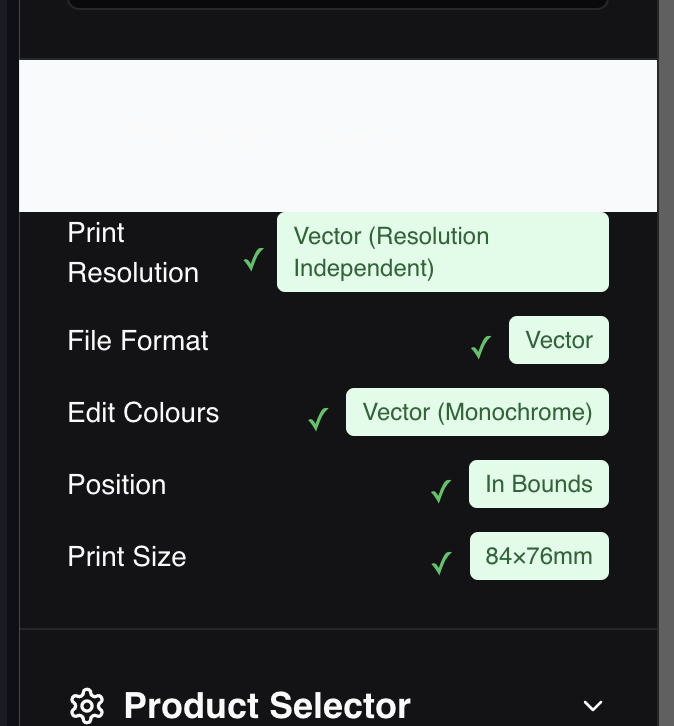 Print
Resolution
✓
Vector (Resolution
Independent)
File Format
✓
Vector
Edit Colours
✓
Vector (Monochrome)
Position
✓
In Bounds
Print Size
✓
84×76mm
Product Selector